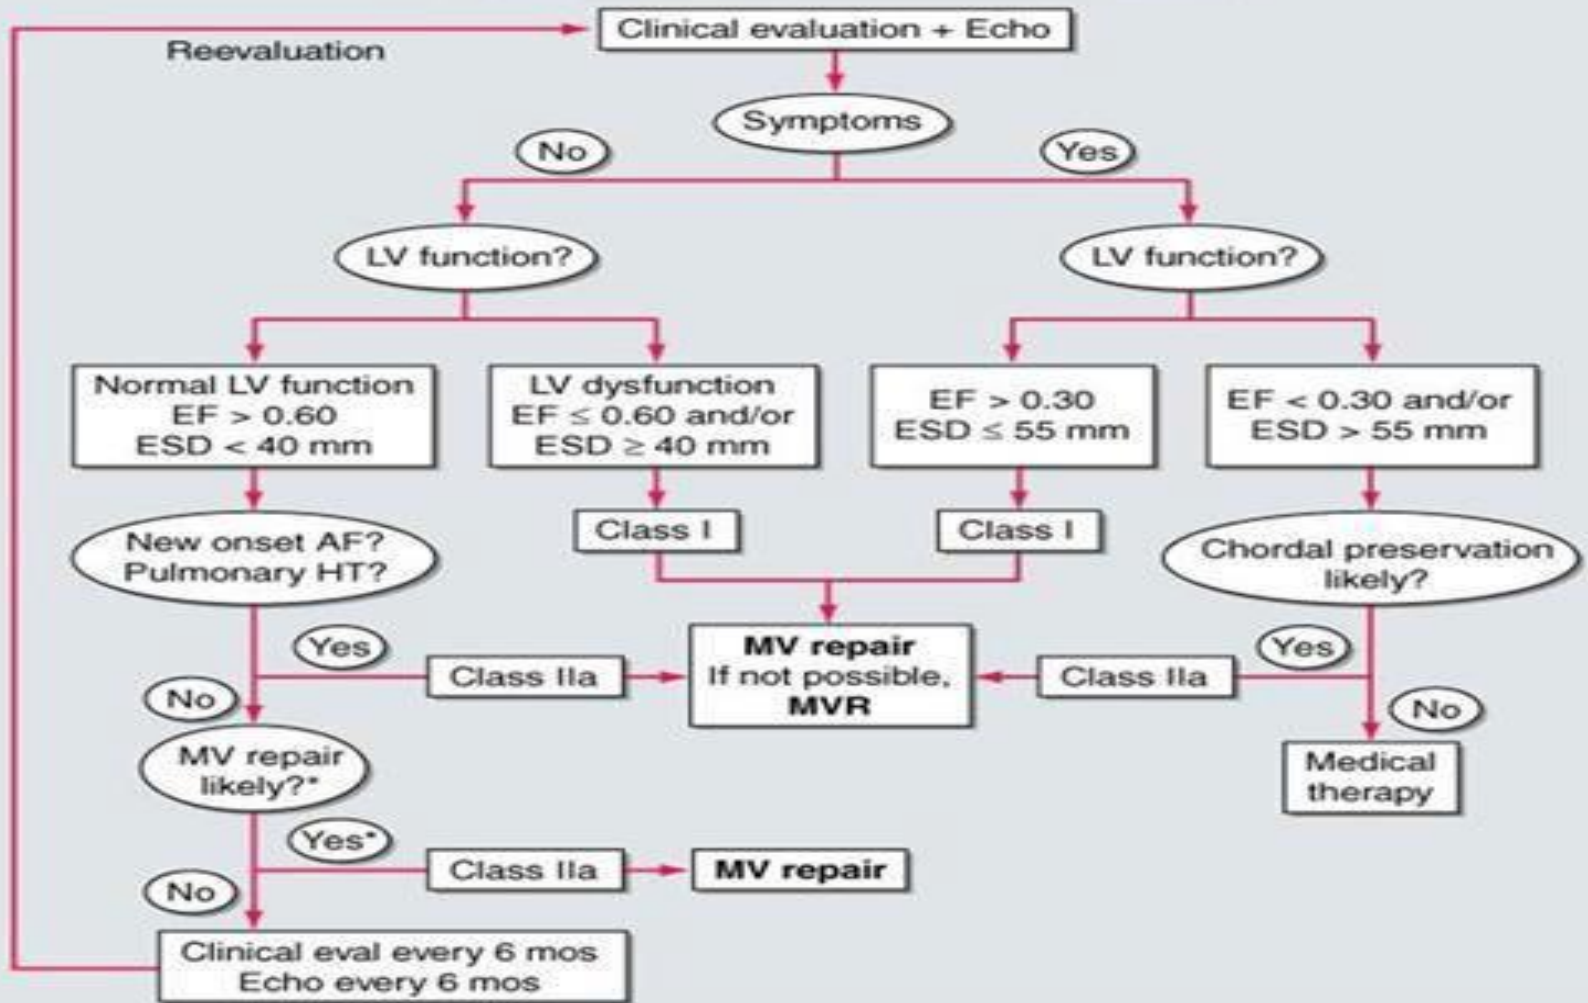 Clinical evaluation + Echo
Reevaluation
Symptoms
No
Yes
LV function?
LV function?
Normal LV function
EF > 0.60
ESD < 40 mm
LV dysfunction
EF ≤ 0.60 and/or
ESD ≥ 40 mm
EF > 0.30
ESD ≤ 55 mm
EF < 0.30 and/or
ESD > 55 mm
New onset AF?
Pulmonary HT?
Class I
Class I
Chordal preservation
likely?
Yes
Class IIa
MV repair
If not possible,
MVR
Class IIa
Yes
No
No
MV repair
likely?*
Medical
therapy
Yes*
Class IIa
MV repair
No
Clinical eval every 6 mos
Echo every 6 mos